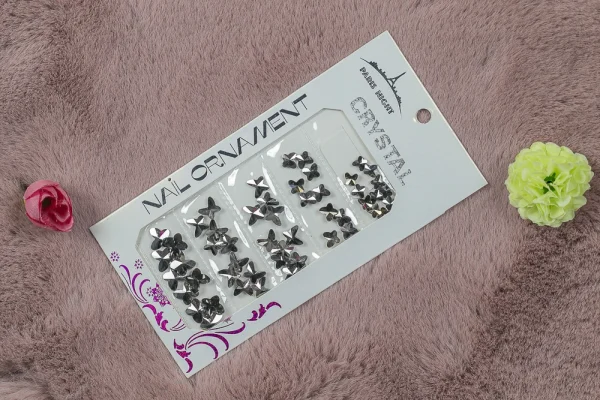 PARIS NIGHT
CRYSTAL
NAIL ORNAMENT